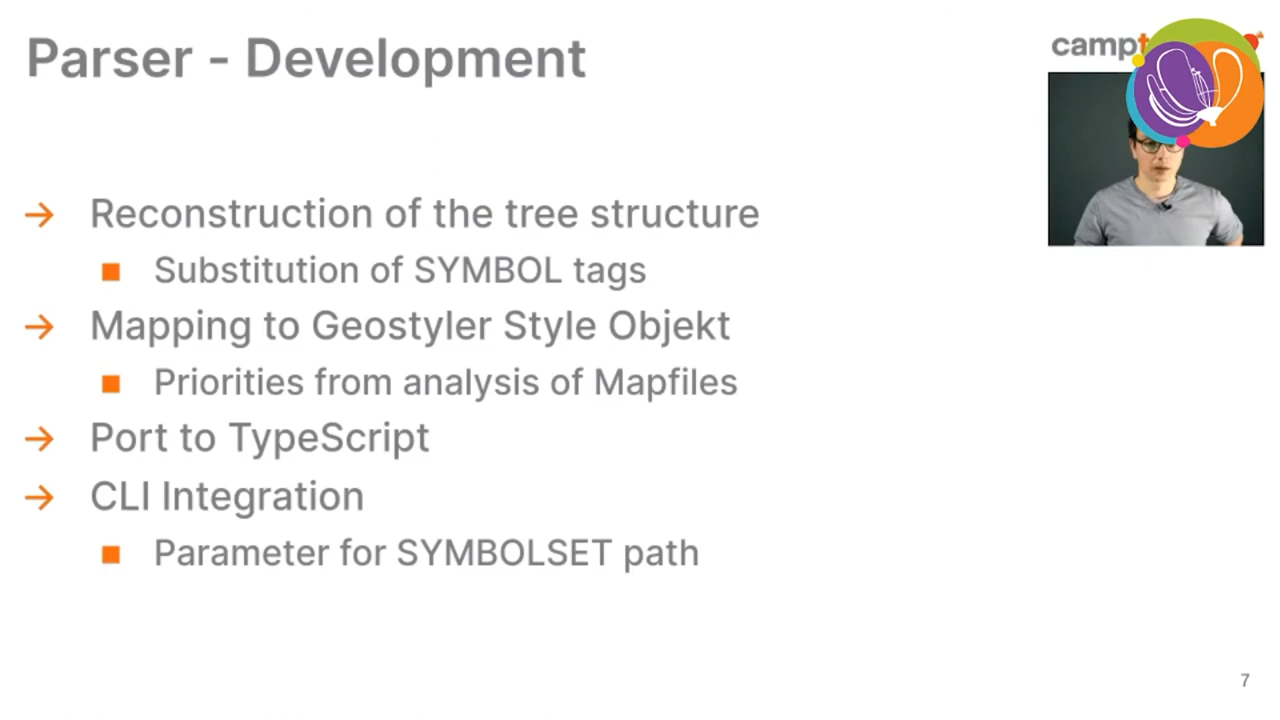 Parser - Development
camp
→ Reconstruction of the tree structure
■ Substitution of SYMBOL tags
→ Mapping to Geostyler Style Objekt
■ Priorities from analysis of Mapfiles
→ Port to TypeScript
→ CLI Integration
■ Parameter for SYMBOLSET path
7